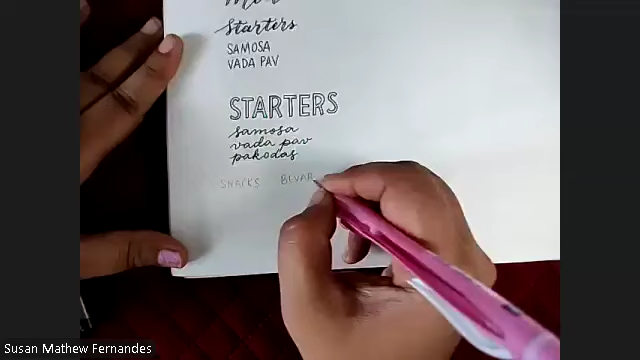 Starters
SAMOSA
VADA PAV
STARTERS
samosa
vada pav
pakodas
SNACKS BEVAR
Susan Mathew Fernandes